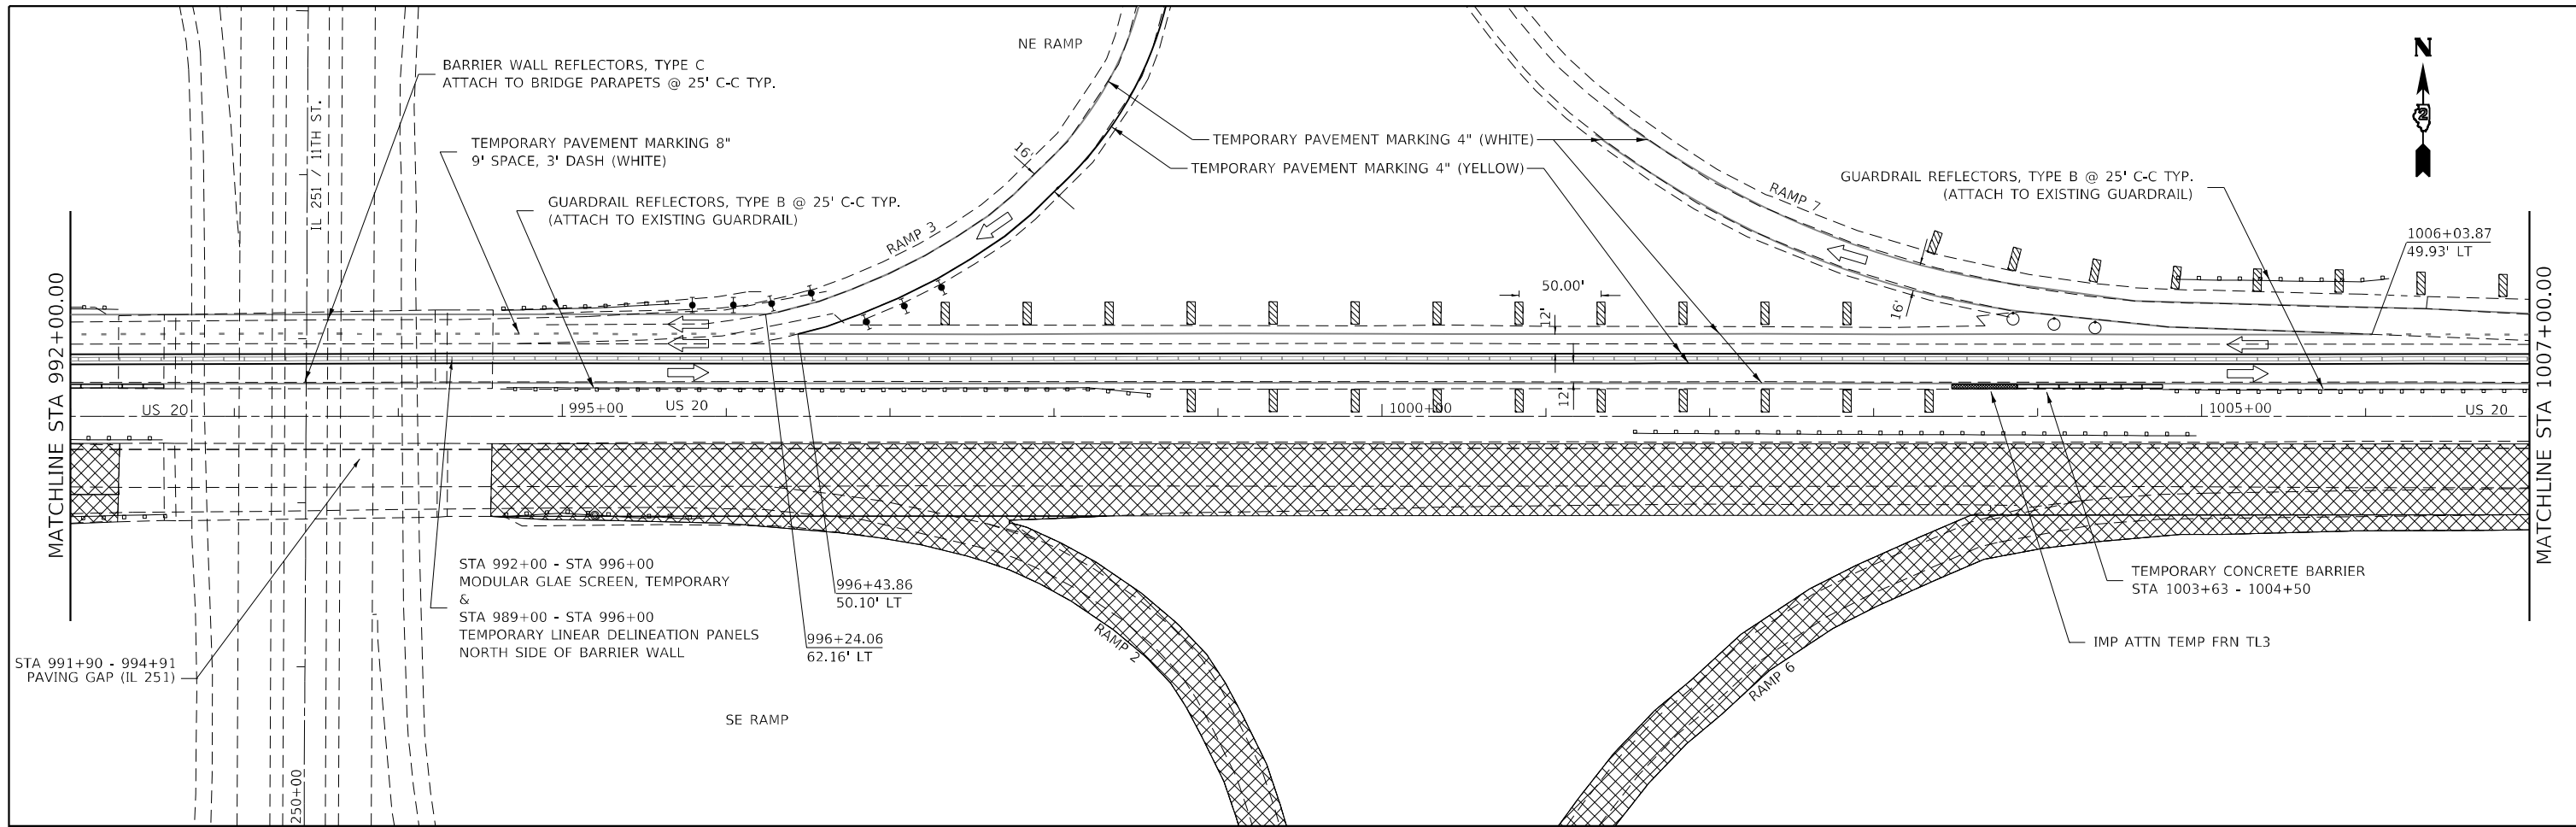 NE RAMP
N
2
BARRIER WALL REFLECTORS, TYPE C
ATTACH TO BRIDGE PARAPETS @ 25' C-C TYP.
IL 251 / 11TH ST.
TEMPORARY PAVEMENT MARKING 8"
9' SPACE, 3' DASH (WHITE)
TEMPORARY PAVEMENT MARKING 4" (WHITE)
TEMPORARY PAVEMENT MARKING 4" (YELLOW)
16'
GUARDRAIL REFLECTORS, TYPE B @ 25' C-C TYP.
(ATTACH TO EXISTING GUARDRAIL)
GUARDRAIL REFLECTORS, TYPE B @ 25' C-C TYP.
(ATTACH TO EXISTING GUARDRAIL)
RAMP 3
RAMP 7
1006+03.87
49.93' LT
50.00'
12'
16'
12'
MATCHLINE STA 992+00.00
MATCHLINE STA 1007+00.00
US 20
995+00
US 20
1000+00
1005+00
US 20
STA 992+00 - STA 996+00
MODULAR GLAE SCREEN, TEMPORARY
&
STA 989+00 - STA 996+00
TEMPORARY LINEAR DELINEATION PANELS
NORTH SIDE OF BARRIER WALL
996+43.86
50.10' LT
996+24.06
62.16' LT
TEMPORARY CONCRETE BARRIER
STA 1003+63 - 1004+50
IMP ATTN TEMP FRN TL3
STA 991+90 - 994+91
PAVING GAP (IL 251)
RAMP 2
RAMP 6
SE RAMP
250+00